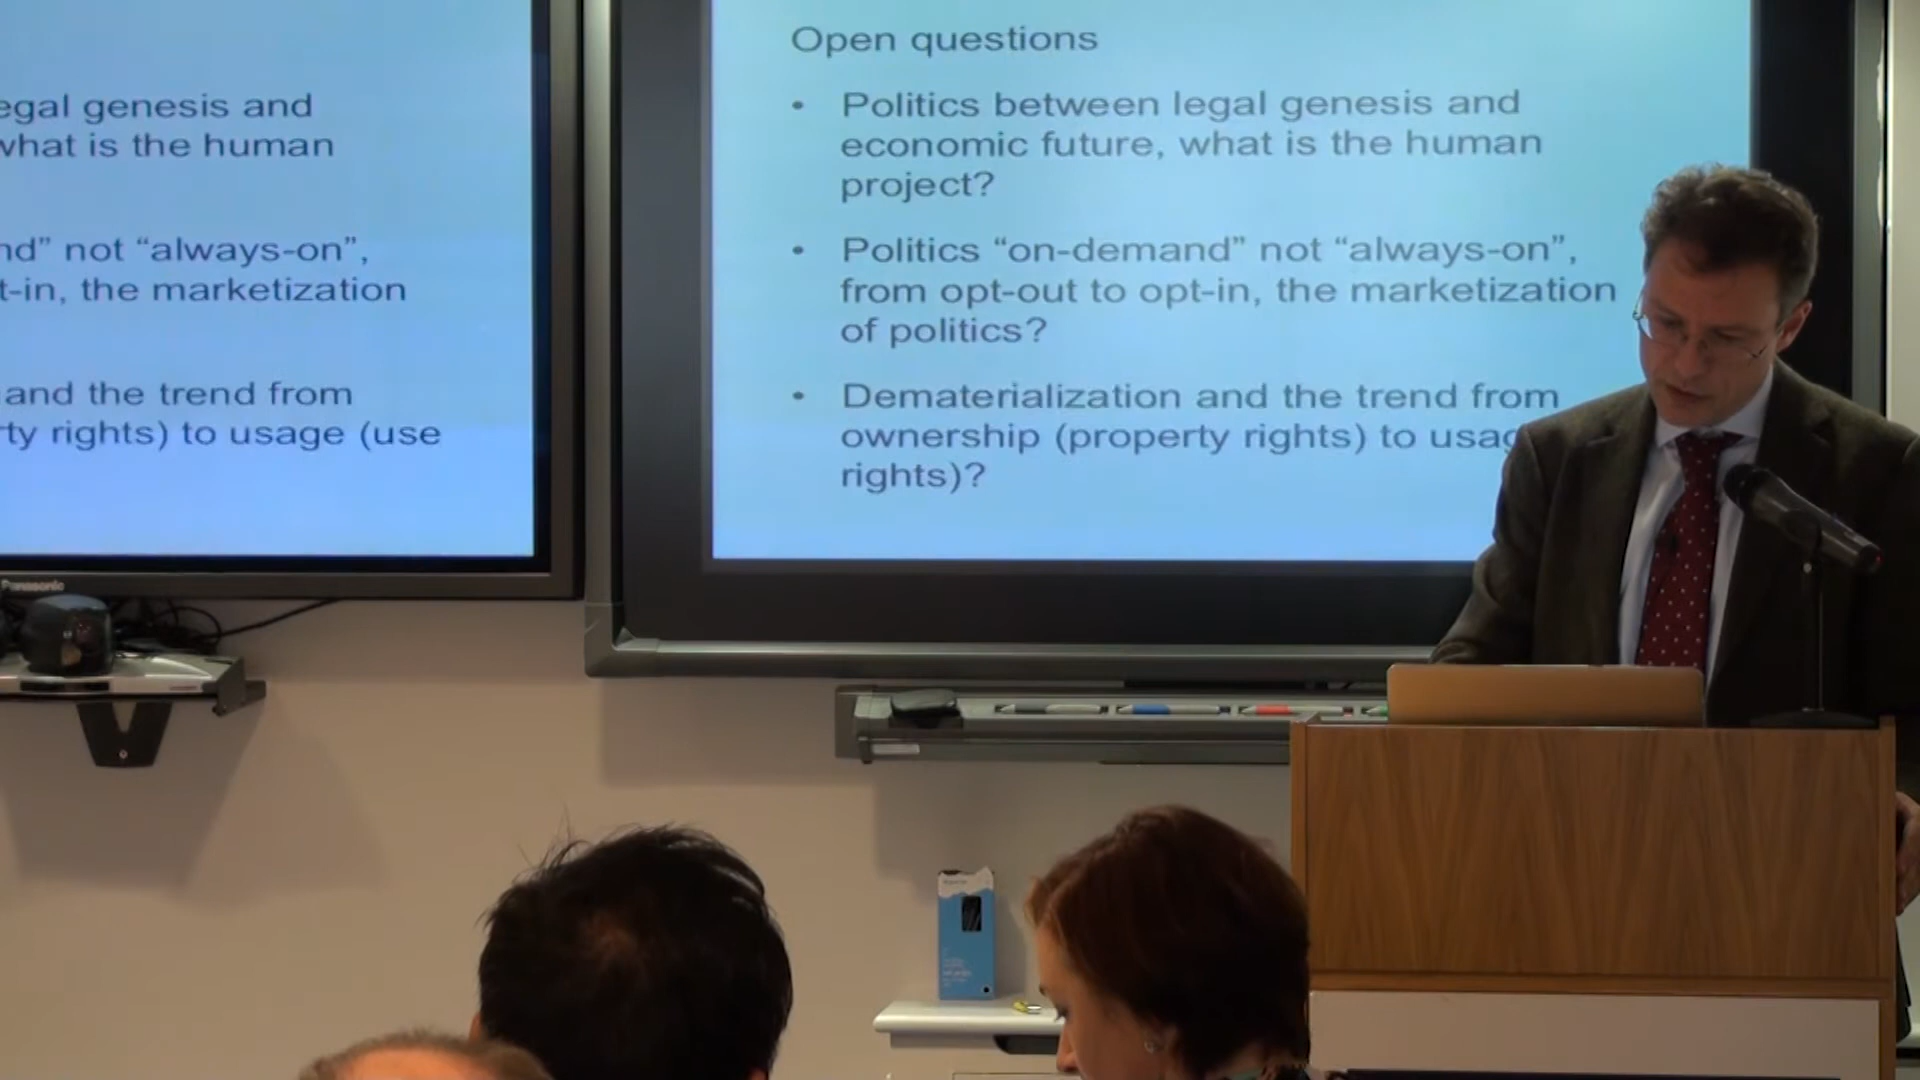 egal genesis and
what is the human
nd” not “always-on”,
t-in, the marketization
and the trend from
ty rights) to usage (use
Panasonic
Open questions
• Politics between legal genesis and
economic future, what is the human
project?
• Politics “on-demand” not “always-on”,
from opt-out to opt-in, the marketization
of politics?
• Dematerialization and the trend from
ownership (property rights) to usag
rights)?